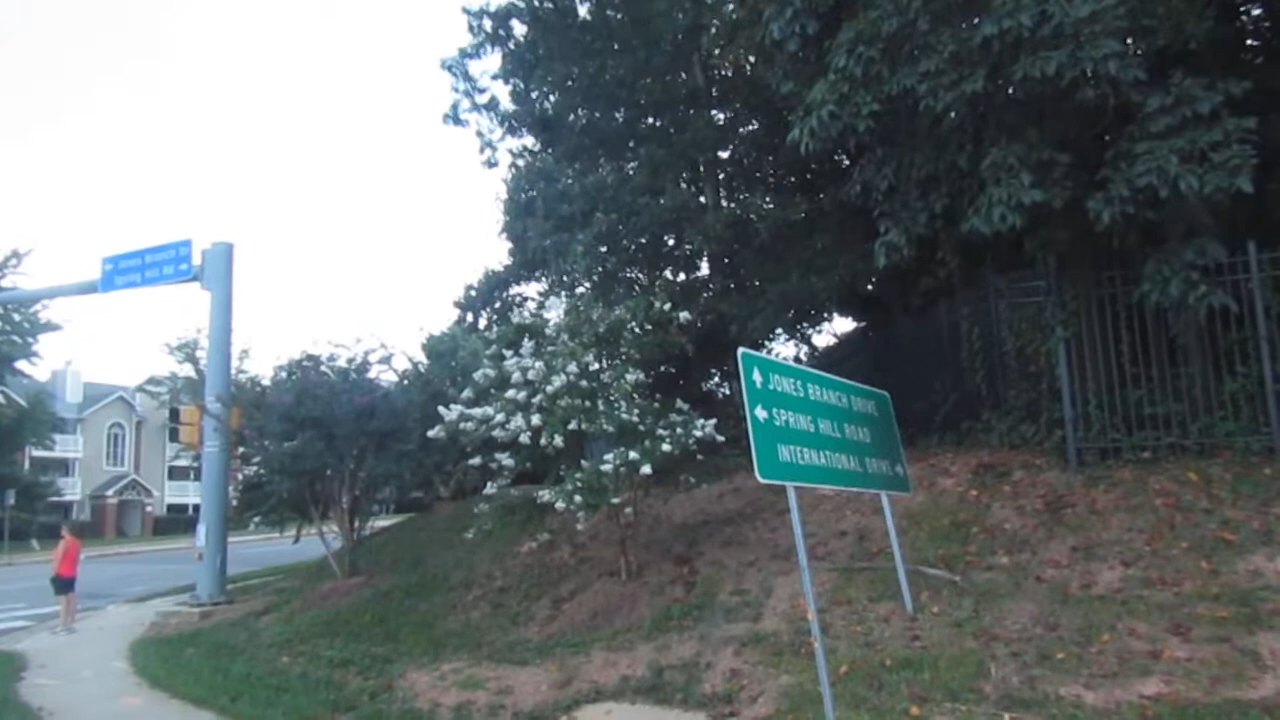 Jones Branch Dr
Spring Hill Rd
JONES BRANCH DRIVE
SPRING HILL ROAD
INTERNATIONAL DRIVE